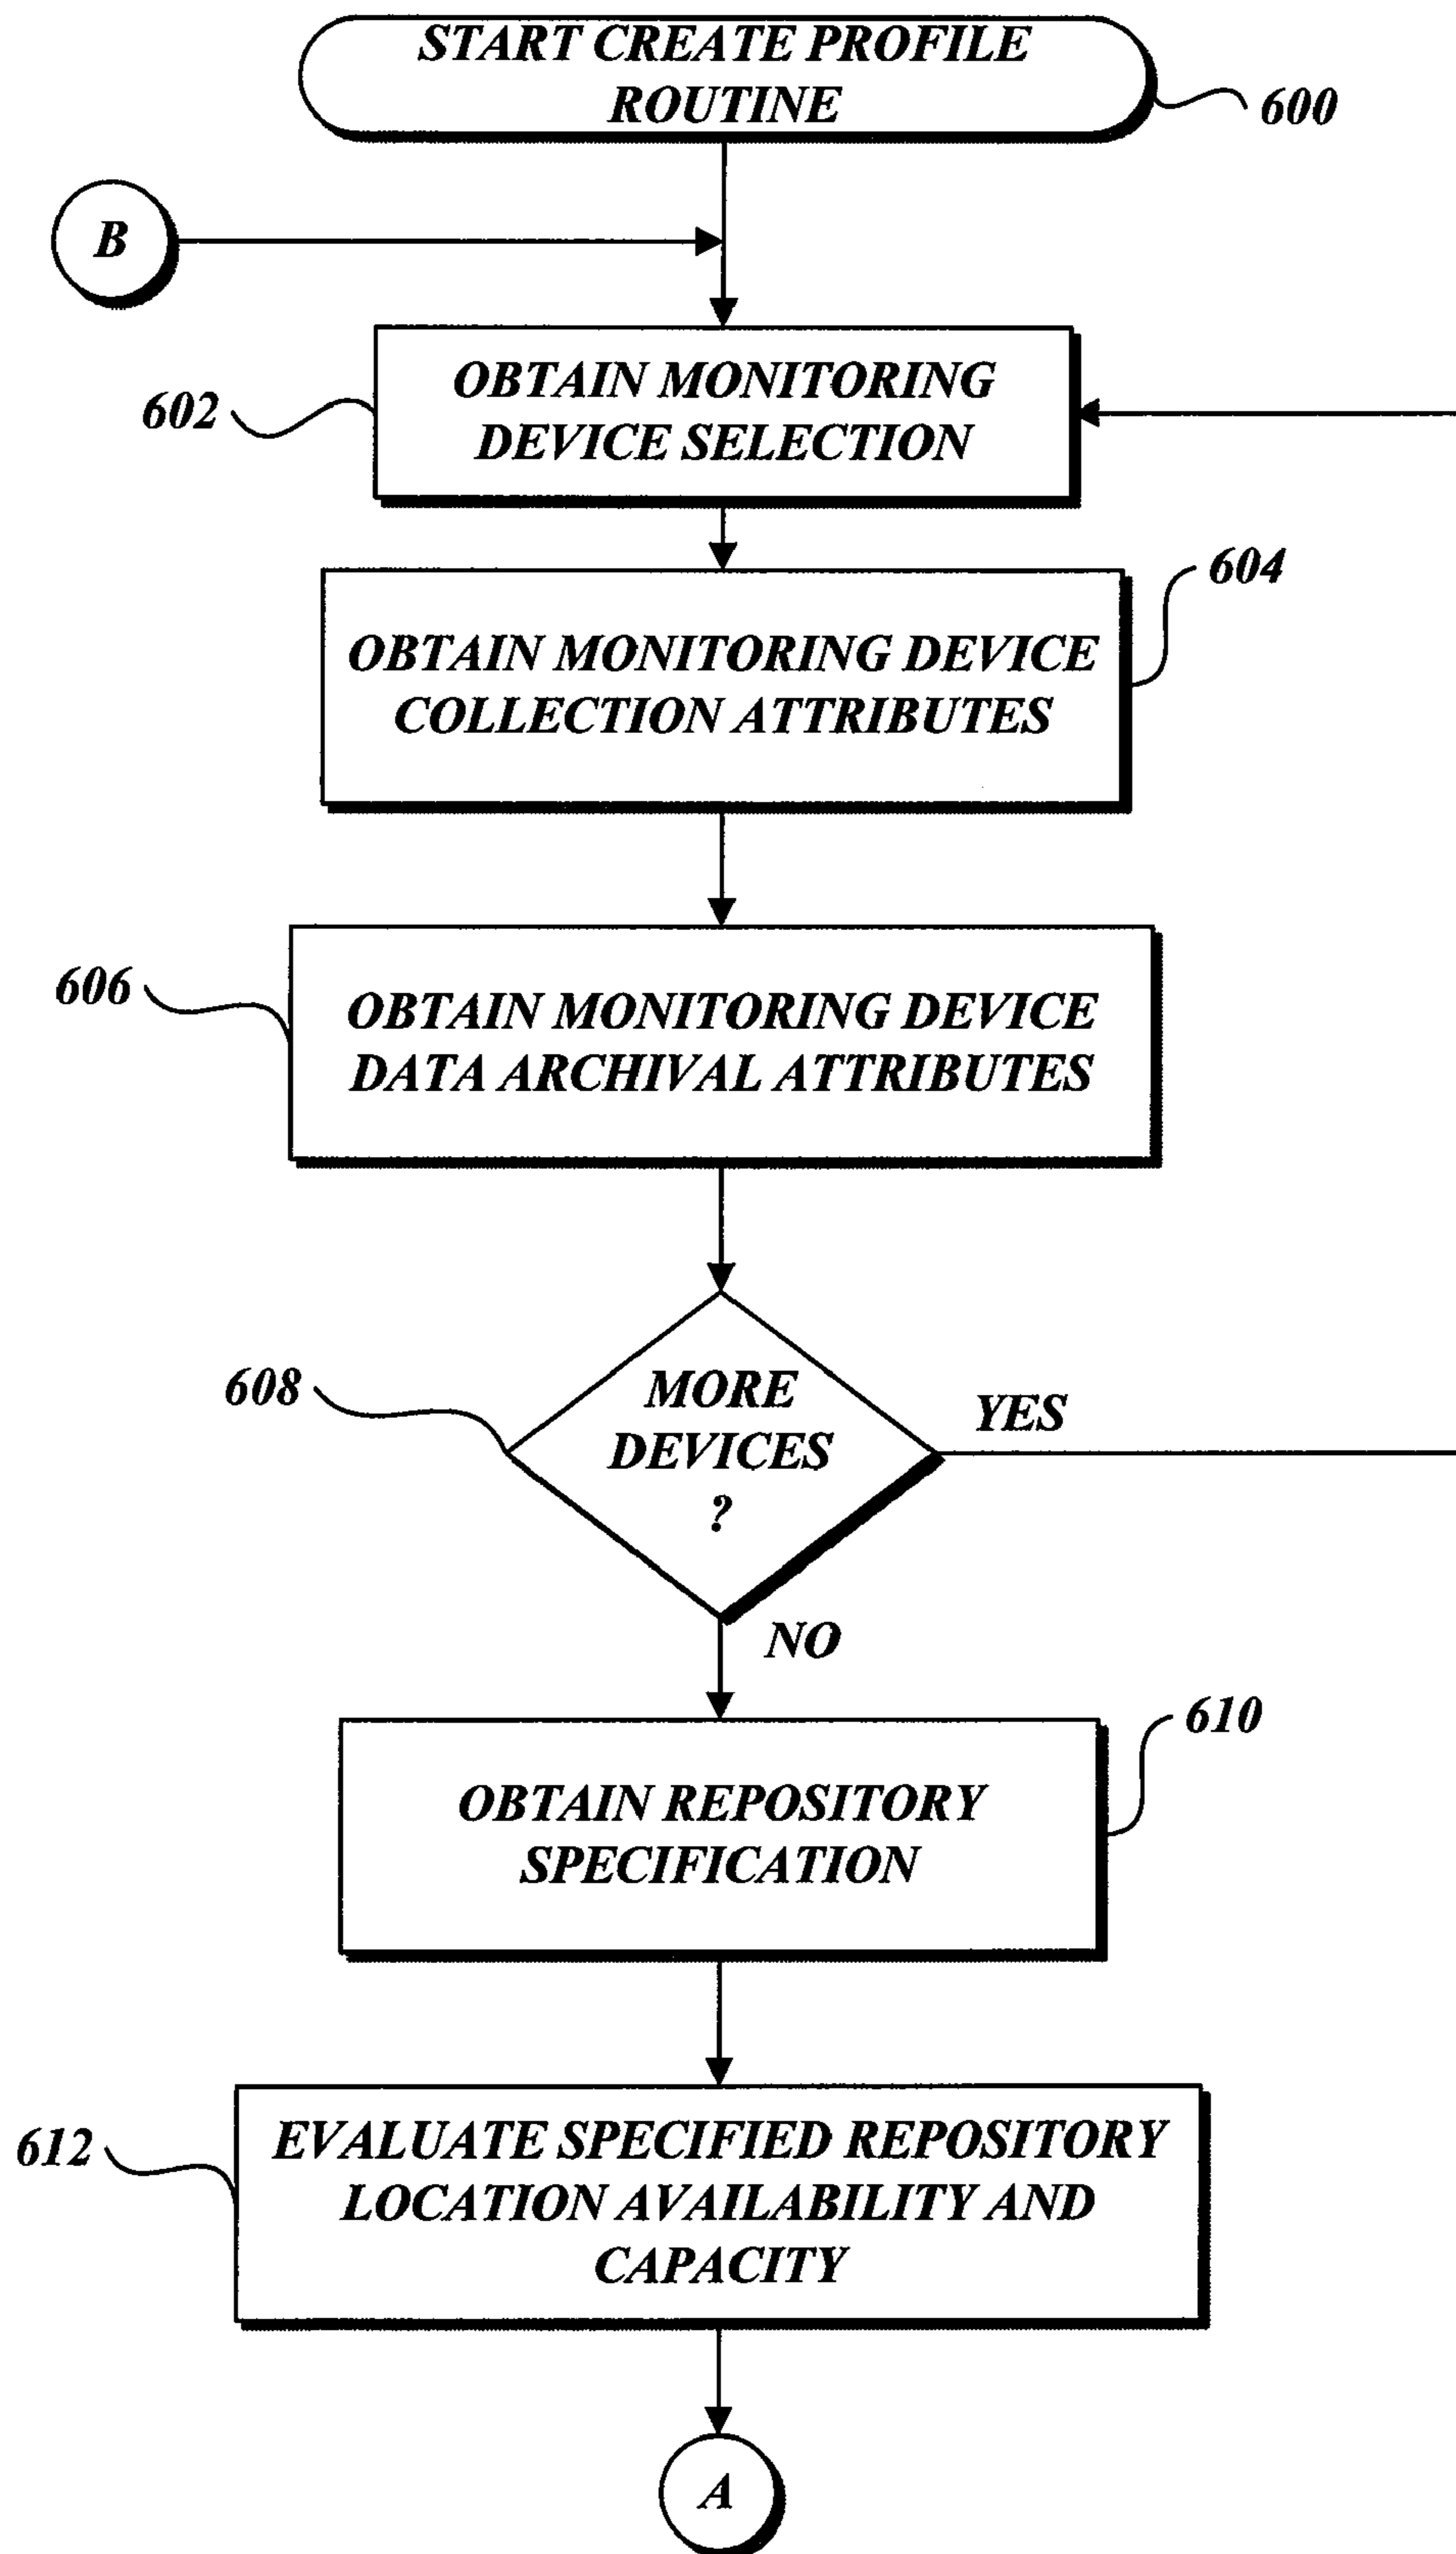 START CREATE PROFILE
ROUTINE
600
B
OBTAIN MONITORING
DEVICE SELECTION
602
604
OBTAIN MONITORING DEVICE
COLLECTION ATTRIBUTES
606
OBTAIN MONITORING DEVICE
DATA ARCHIVAL ATTRIBUTES
608
MORE
DEVICES
?
YES
NO
610
OBTAIN REPOSITORY
SPECIFICATION
612
EVALUATE SPECIFIED REPOSITORY
LOCATION AVAILABILITY AND
CAPACITY
A